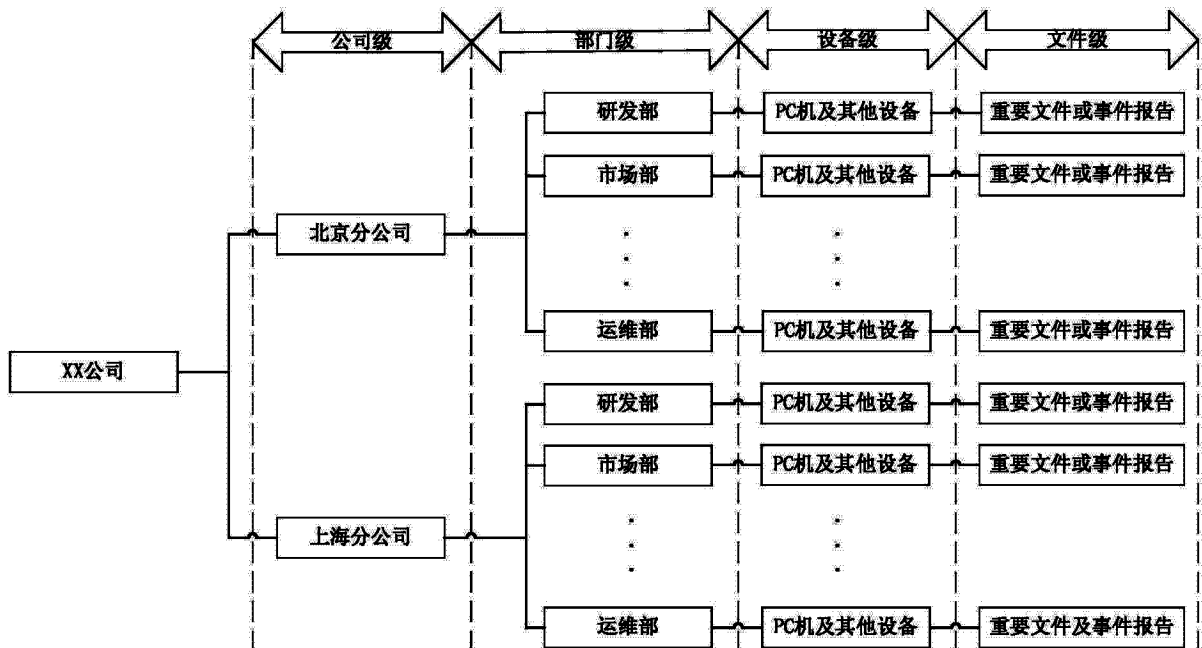 公司级 部门级 设备级 文件级
研发部 PC机及其他设备 重要文件或事件报告
市场部 PC机及其他设备 重要文件或事件报告
北京分公司
运维部 PC机及其他设备 重要文件或事件报告
XX公司
研发部 PC机及其他设备 重要文件或事件报告
市场部 PC机及其他设备 重要文件或事件报告
上海分公司
运维部 PC机及其他设备 重要文件及事件报告